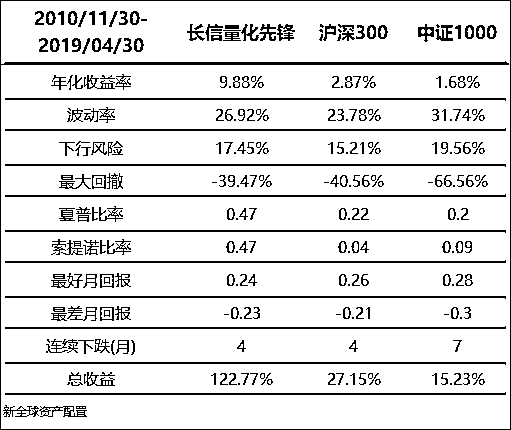 2010/11/30-
2019/04/30 长信量化先锋 沪深300 中证1000
年化收益率 9.88% 2.87% 1.68%
波动率 26.92% 23.78% 31.74%
下行风险 17.45% 15.21% 19.56%
最大回撤 -39.47% -40.56% -66.56%
夏普比率 0.47 0.22 0.2
索提诺比率 0.47 0.04 0.09
最好月回报 0.24 0.26 0.28
最差月回报 -0.23 -0.21 -0.3
连续下跌(月) 4 4 7
总收益 122.77% 27.15% 15.23%
新全球资产配置